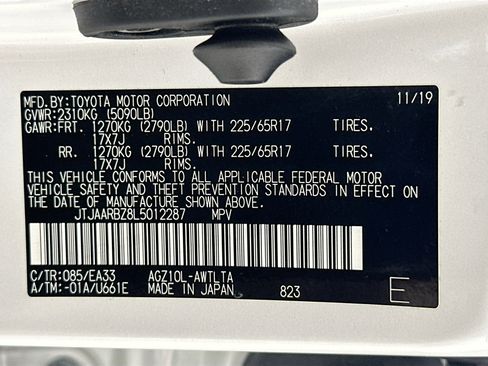 MFD.BY:TOYOTA MOTOR CORPORATION 11/19
GVWR:2310KG (5090LB)
GAWR:FRT. 1270KG (2790LB) WITH 225/65R17 TIRES.
17X7J RIMS.
RR. 1270KG (2790LB) WITH 225/65R17 TIRES.
17X7J RIMS.
THIS VEHICLE CONFORMS TO ALL APPLICABLE FEDERAL MOTOR
VEHICLE SAFETY AND THEFT PREVENTION STANDARDS IN EFFECT ON
THE DATE OF MANUFACTURE SHOWN ABOVE.
JTJAARBZ8L5012287 MPV
C/TR:085/EA33 AGZ10L-AWTLTA
A/TM:-01A/U661E MADE IN JAPAN 823 E